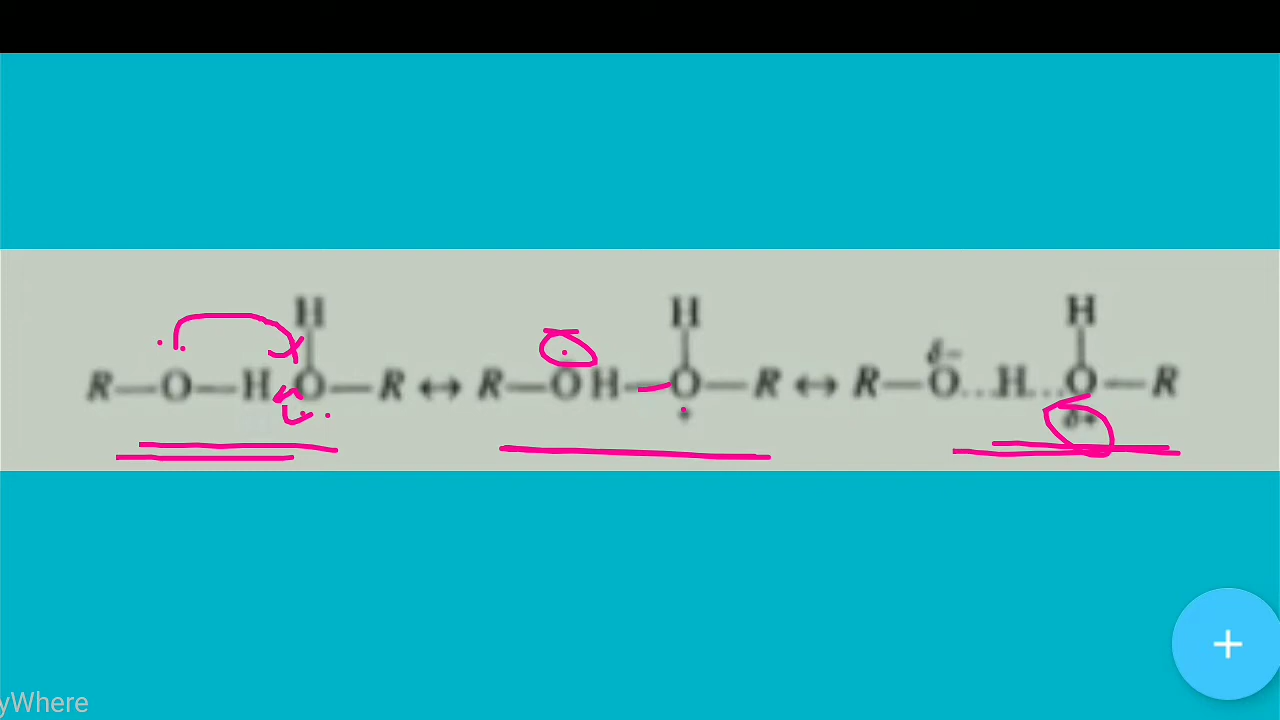 H H H
R—O—H O—R ↔ R—O H—O—R ↔ R—O...H...O—R
δ− + δ+
yWhere